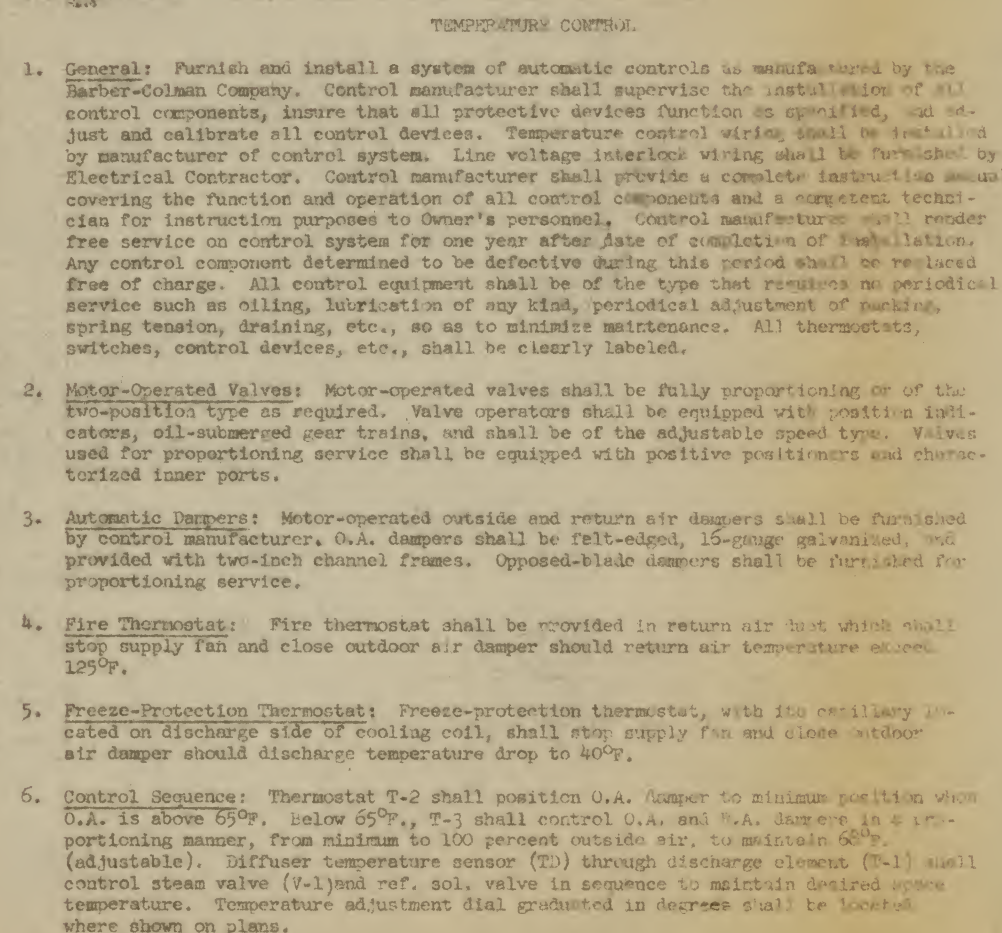 TEMPERATURE CONTROL
1. General: Furnish and install a system of automatic controls as manufactured by the
Barber-Colman Company. Control manufacturer shall supervise the installation of all
control components, insure that all protective devices function as specified, and ad-
just and calibrate all control devices. Temperature control wiring shall be installed
by manufacturer of control system. Line voltage interlock wiring shall be furnished by
Electrical Contractor. Control manufacturer shall provide a complete instruction manual
covering the function and operation of all control components and a competent techni-
cian for instruction purposes to Owner's personnel. Control manufacturer shall render
free service on control system for one year after date of completion of installation.
Any control component determined to be defective during this period shall be replaced
free of charge. All control equipment shall be of the type that requires no periodical
service such as oiling, lubrication of any kind, periodical adjustment of packing,
spring tension, draining, etc., so as to minimize maintenance. All thermostats,
switches, control devices, etc., shall be clearly labeled.
2. Motor-Operated Valves: Motor-operated valves shall be fully proportioning or of the
two-position type as required. Valve operators shall be equipped with position indi-
cators, oil-submerged gear trains, and shall be of the adjustable speed type. Valves
used for proportioning service shall be equipped with positive positioners and charac-
terized inner ports.
3. Automatic Dampers: Motor-operated outside and return air dampers shall be furnished
by control manufacturer. O.A. dampers shall be felt-edged, 16-gauge galvanized, and
provided with two-inch channel frames. Opposed-blade dampers shall be furnished for
proportioning service.
4. Fire Thermostat: Fire thermostat shall be provided in return air duct which shall
stop supply fan and close outdoor air damper should return air temperature exceed
125°F.
5. Freeze-Protection Thermostat: Freeze-protection thermostat, with its capillary lo-
cated on discharge side of cooling coil, shall stop supply fan and close outdoor
air damper should discharge temperature drop to 40°F.
6. Control Sequence: Thermostat T-2 shall position O.A. damper to minimum position when
O.A. is above 65°F. Below 65°F., T-3 shall control O.A. and R.A. dampers in a pro-
portioning manner, from minimum to 100 percent outside air, to maintain
(adjustable). Diffuser temperature sensor (TD) through discharge element (T-1) shall
control steam valve (V-1)and ref. sol. valve in sequence to maintain desired space
temperature. Temperature adjustment dial graduated in degrees shall be located
where shown on plans.